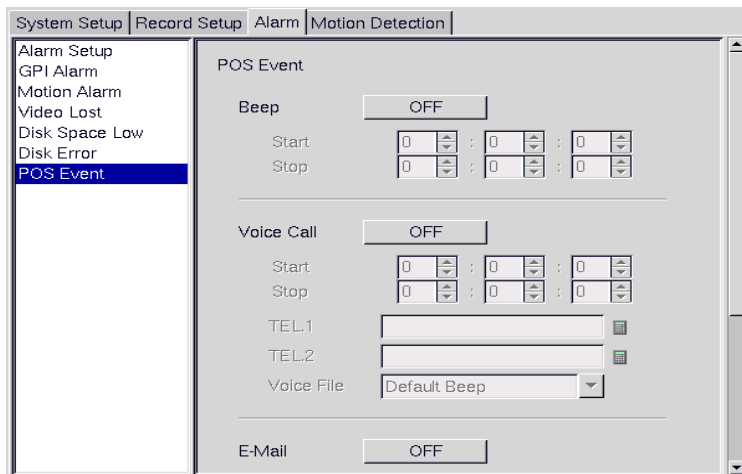 System Setup Record Setup Alarm Motion Detection
Alarm Setup
GPI Alarm
Motion Alarm
Video Lost
Disk Space Low
Disk Error
POS Event
POS Event
Beep OFF
Start 0 : 0 : 0
Stop 0 : 0 : 0
Voice Call OFF
Start 0 : 0 : 0
Stop 0 : 0 : 0
TEL.1
TEL.2
Voice File Default Beep
E-Mail OFF